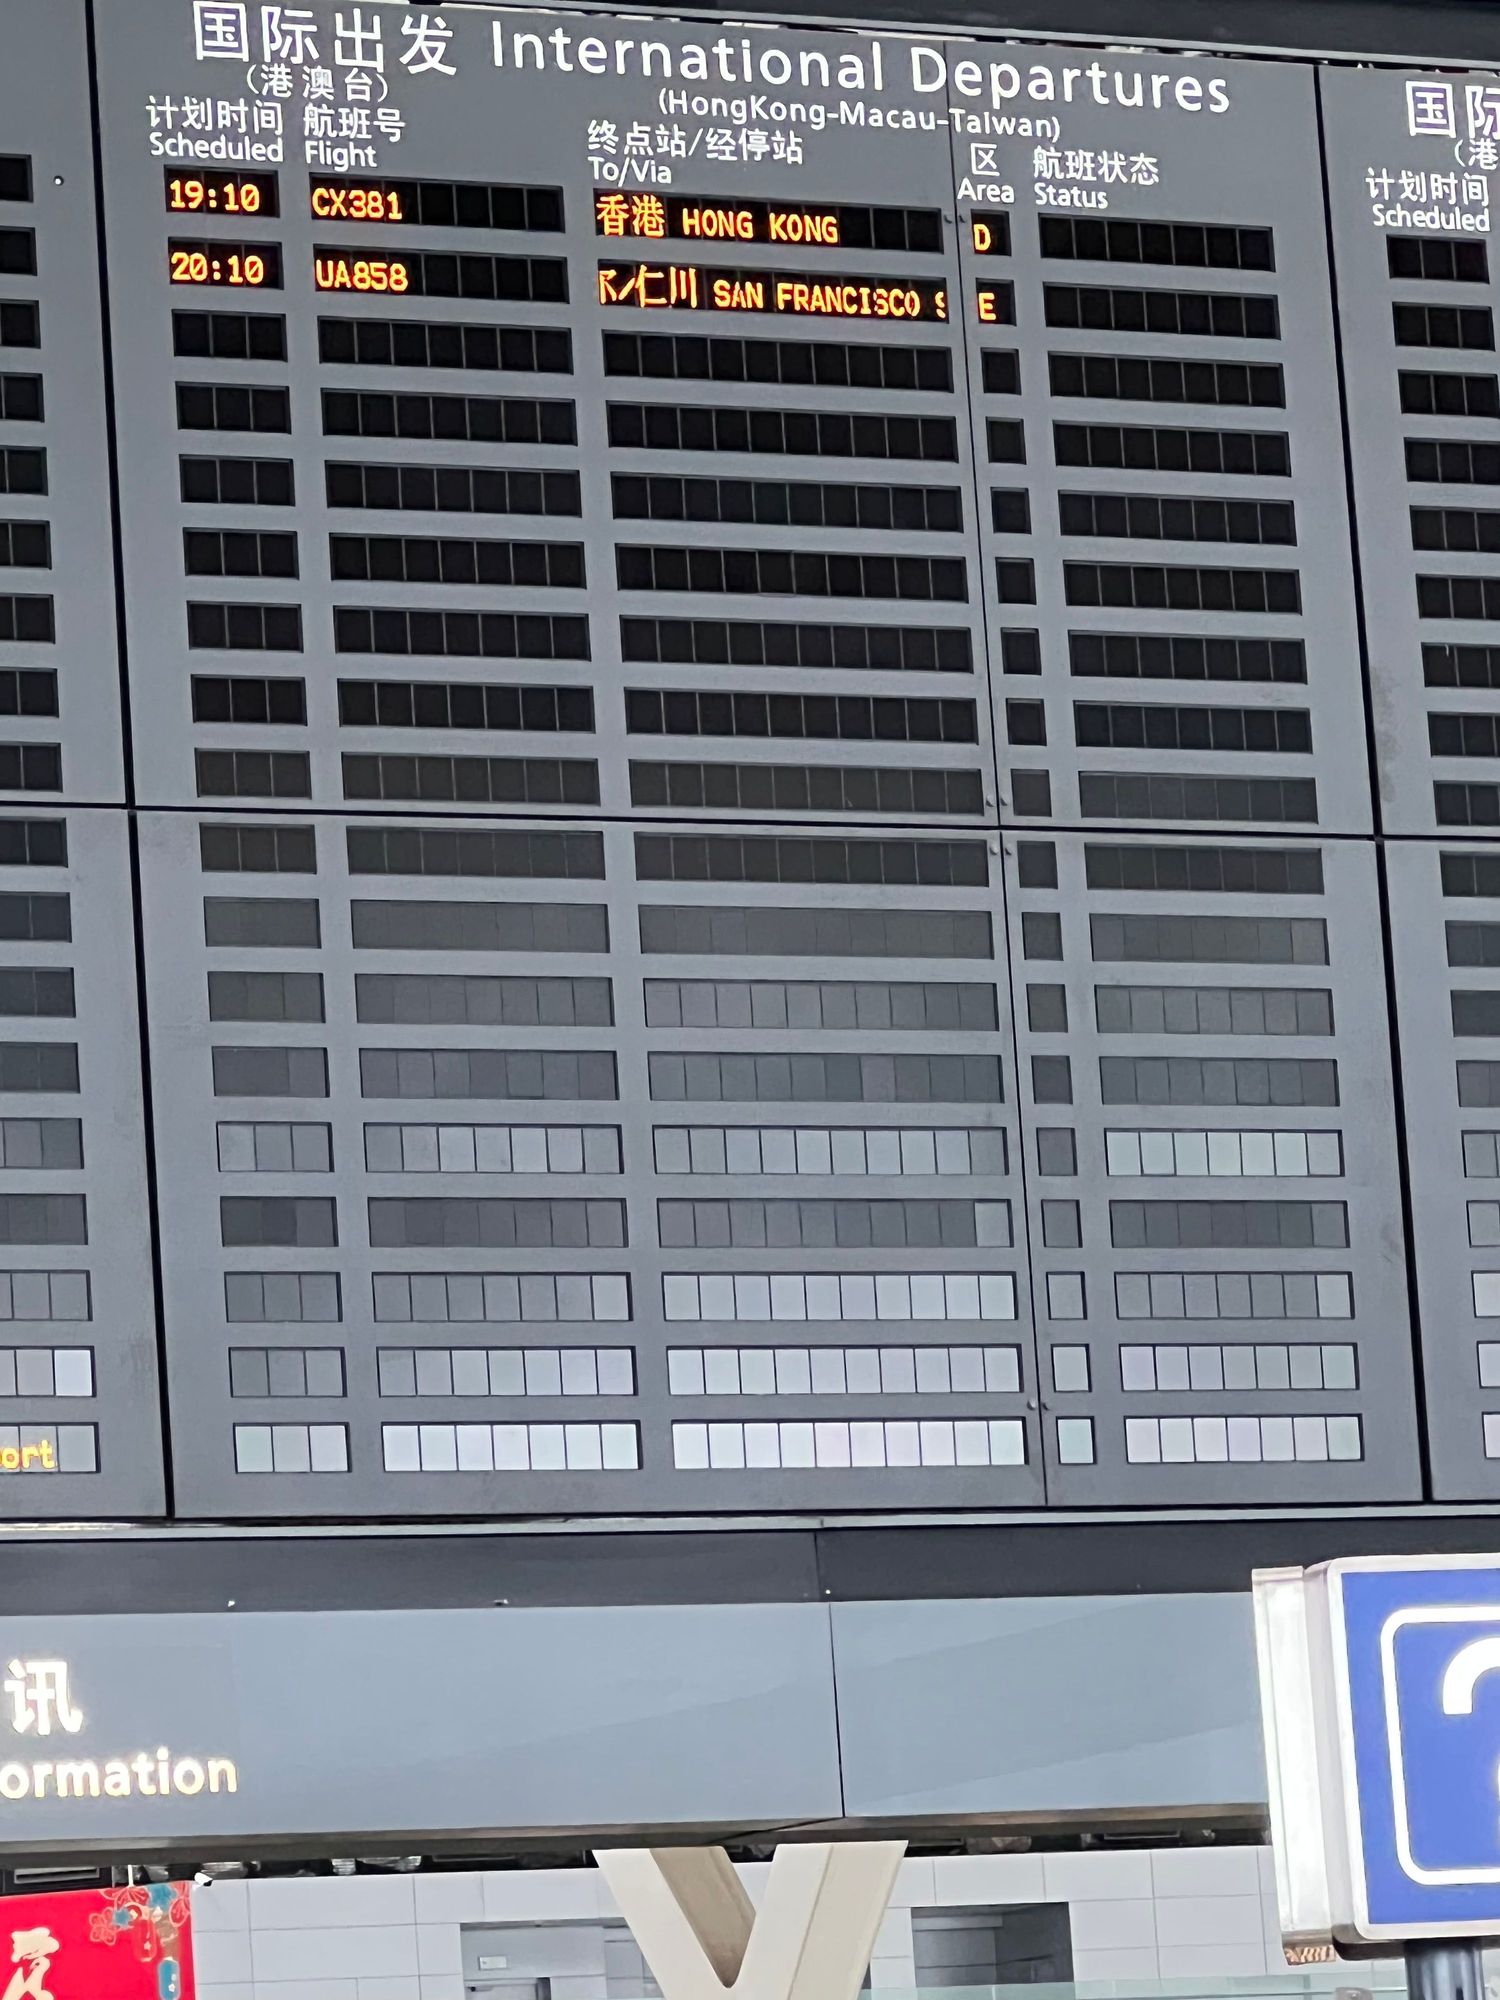 国际出发 International Departures
(港澳台) (HongKong-Macau-Taiwan)
计划时间 航班号 终点站/经停站 区 航班状态
Scheduled Flight To/Via Area Status
19:10 CX381 香港 HONG KONG D
20:10 UA858 /仁川 SAN FRANCISCO S E
国际
(港
计划时间
Scheduled
ort
讯
ormation
?